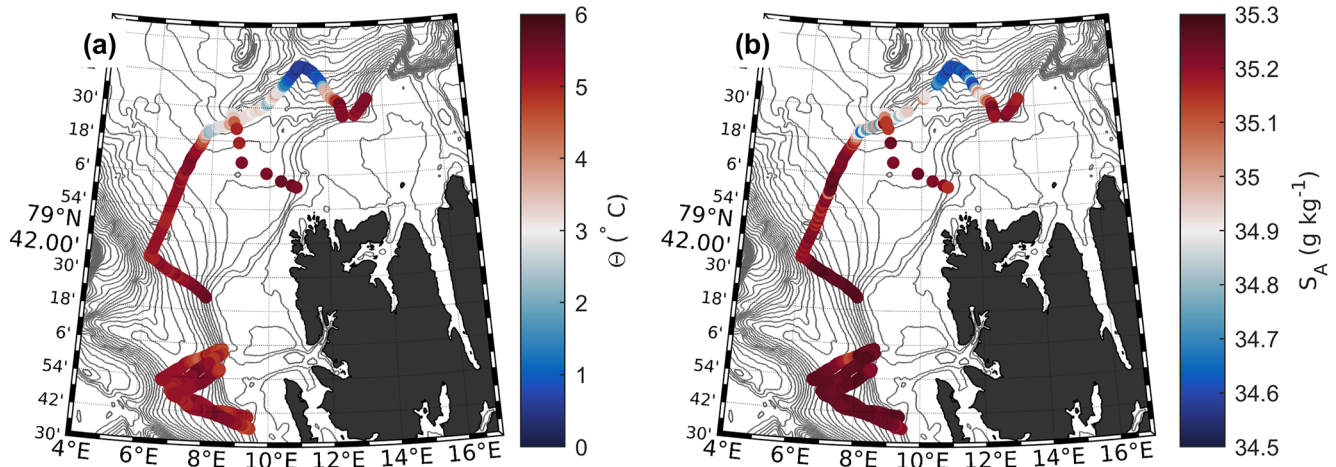 (a)
30'
18'
6'
54'
79°N
42.00'
30'
18'
6'
54'
42'
30'
4°E
6°E
8°E
10°E
12°E
14°E
16°E
6
5
4
3
2
1
0
Θ (° C)
(b)
30'
18'
6'
54'
79°N
42.00'
30'
18'
6'
54'
42'
30'
4°E
6°E
8°E
10°E
12°E
14°E
16°E
35.3
35.2
35.1
35
34.9
34.8
34.7
34.6
34.5
S_A (g kg⁻¹)